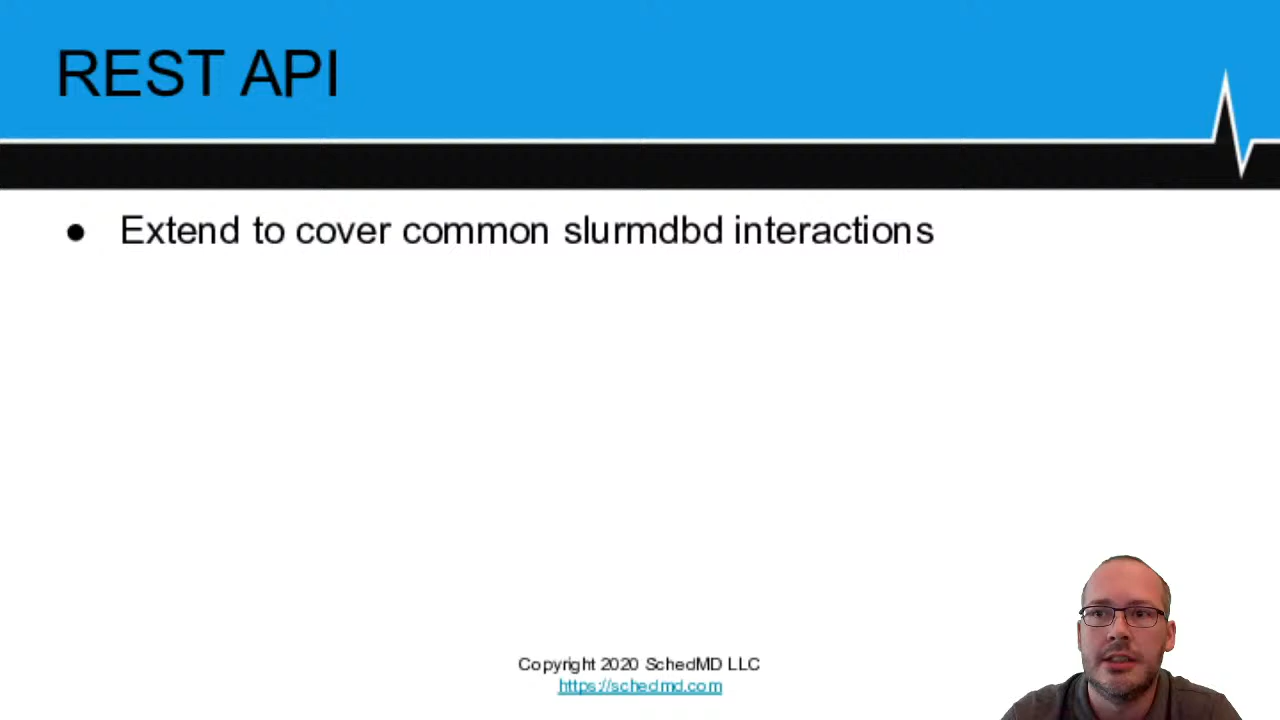 REST API
● Extend to cover common slurmdbd interactions
Copyright 2020 SchedMD LLC
https://schedmd.com